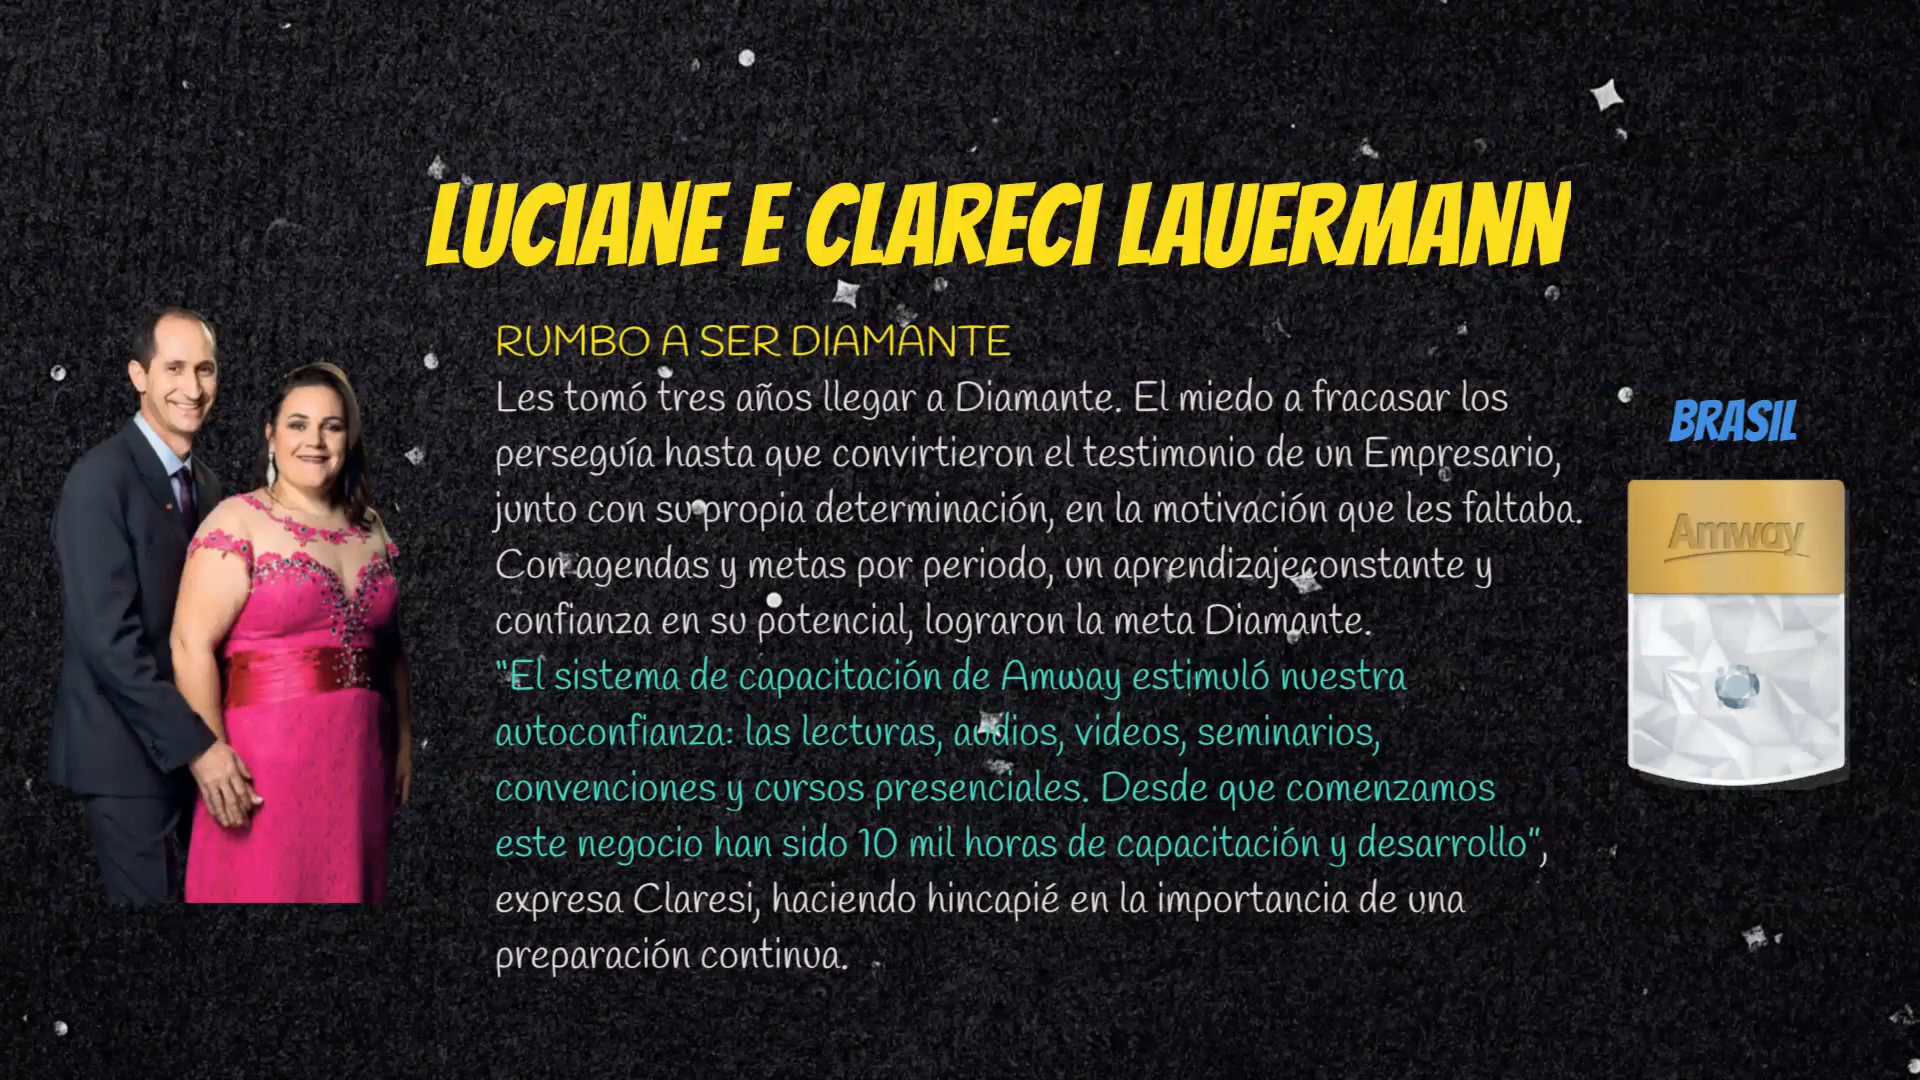 LUCIANE E CLARECI LAUERMANN
RUMBO A SER DIAMANTE
Les tomó tres años llegar a Diamante. El miedo a fracasar los
perseguía hasta que convirtieron el testimonio de un Empresario,
junto con su propia determinación, en la motivación que les faltaba.
Con agendas y metas por periodo, un aprendizajeconstante y
confianza en su potencial, lograron la meta Diamante.
"El sistema de capacitación de Amway estimuló nuestra
autoconfianza: las lecturas, audios, videos, seminarios,
convenciones y cursos presenciales. Desde que comenzamos
este negocio han sido 10 mil horas de capacitación y desarrollo",
expresa Claresi, haciendo hincapié en la importancia de una
preparación continua.
BRASIL
Amway